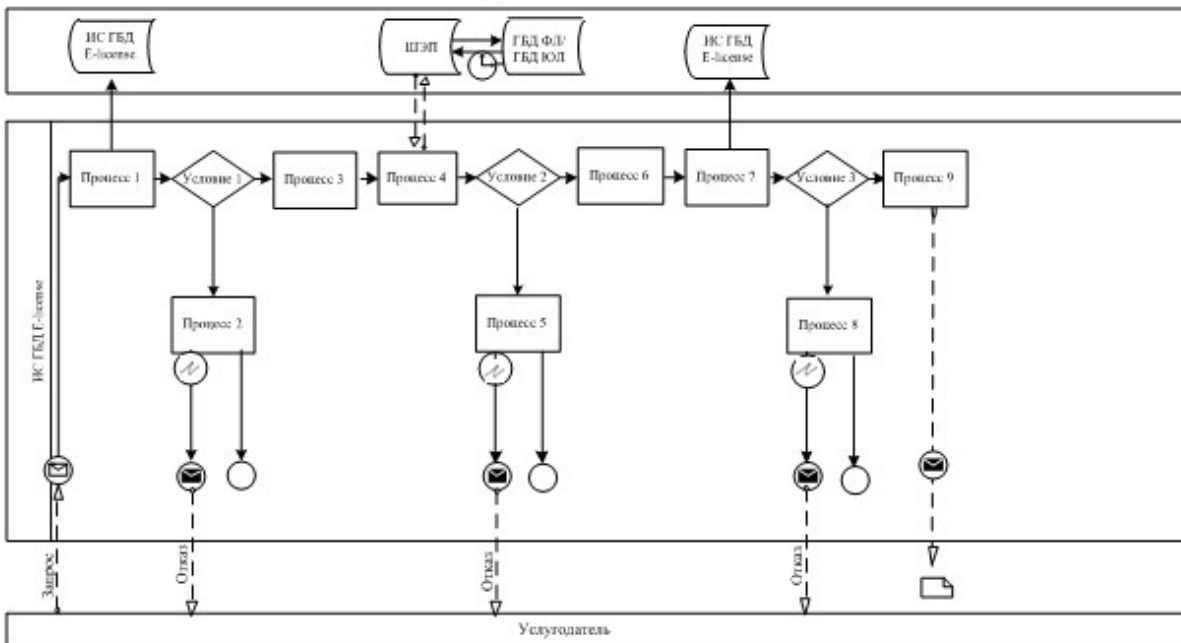 ИС ГБД
E-license
ШЭП
ГБД ФЛ/
ГБД ЮЛ
ИС ГБД
E-license
Процесс 1
Условие 1
Процесс 3
Процесс 4
Условие 2
Процесс 6
Процесс 7
Условие 3
Процесс 9
ИС ГБД E-license
Процесс 2
Процесс 5
Процесс 8
Запрос
Отказ
Отказ
Отказ
Услугодатель